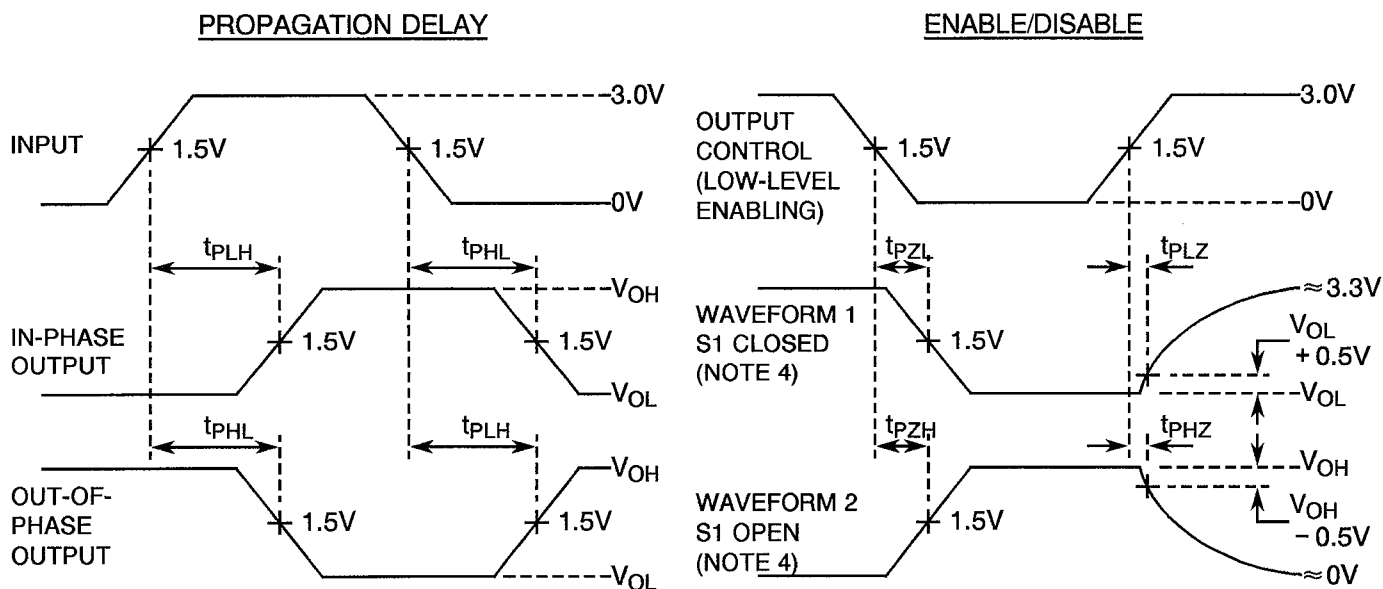 PROPAGATION DELAY
INPUT
1.5V
1.5V
3.0V
0V
tPLH
tPHL
IN-PHASE
OUTPUT
1.5V
1.5V
VOH
VOL
tPHL
tPLH
OUT-OF-
PHASE
OUTPUT
1.5V
1.5V
VOH
VOL
ENABLE/DISABLE
OUTPUT
CONTROL
(LOW-LEVEL
ENABLING)
1.5V
1.5V
3.0V
0V
tPZL
tPLZ
WAVEFORM 1
S1 CLOSED
(NOTE 4)
1.5V
≈3.3V
VOL
+ 0.5V
VOL
tPZH
tPHZ
WAVEFORM 2
S1 OPEN
(NOTE 4)
1.5V
VOH
VOH
− 0.5V
≈0V